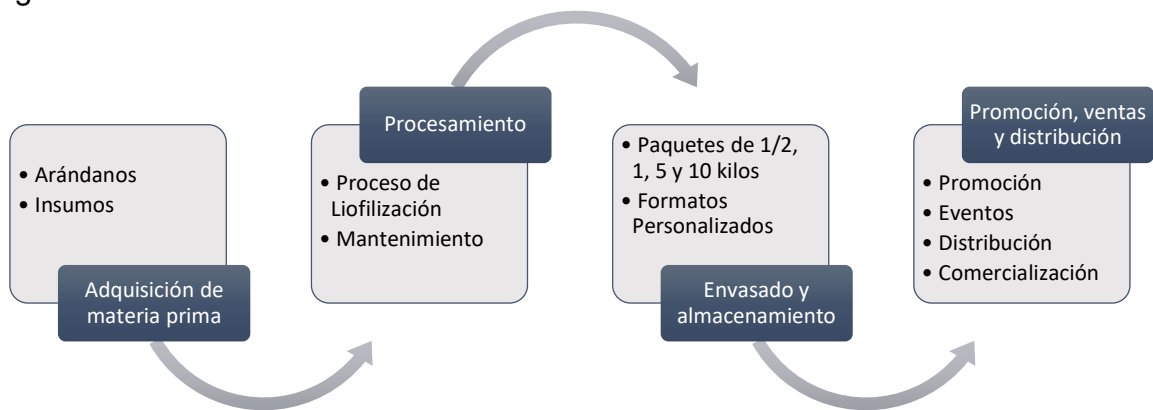 • Arándanos
• Insumos
Adquisición de
materia prima
Procesamiento
• Proceso de
Liofilización
• Mantenimiento
• Paquetes de 1/2,
1, 5 y 10 kilos
• Formatos
Personalizados
Envasado y
almacenamiento
Promoción, ventas
y distribución
• Promoción
• Eventos
• Distribución
• Comercialización